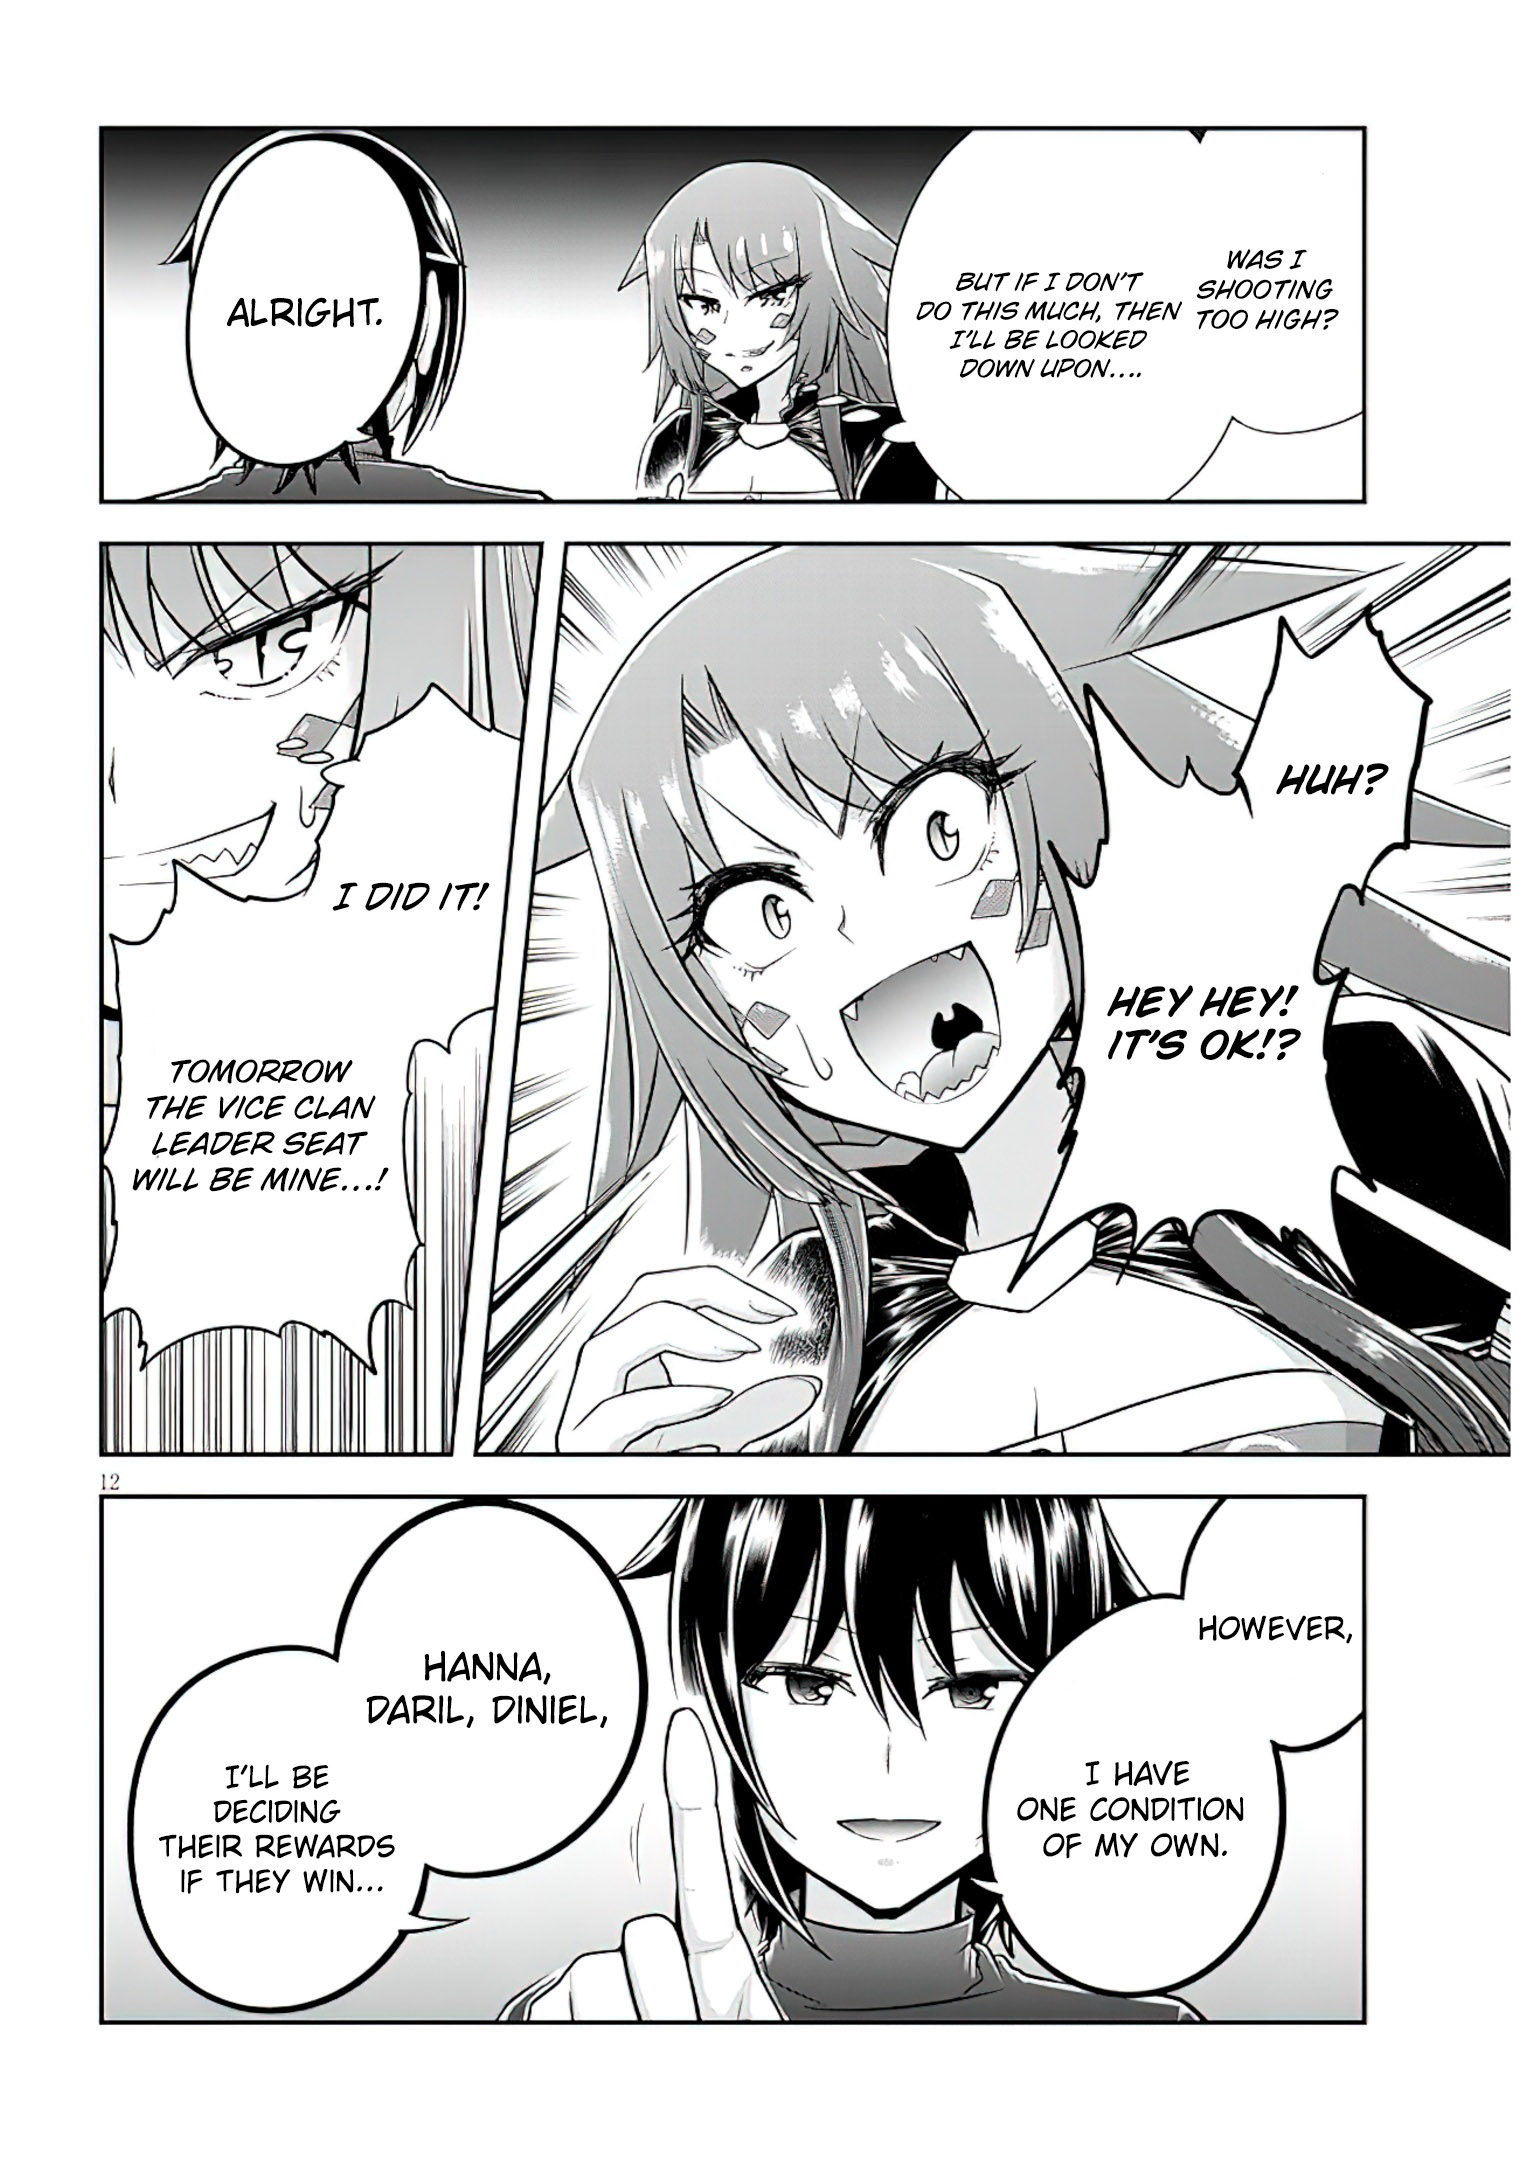 WAS I
SHOOTING
TOO HIGH?
BUT IF I DON'T
DO THIS MUCH, THEN
I'LL BE LOOKED
DOWN UPON....
ALRIGHT.
HUH?
HEY HEY!
IT'S OK!?
I DID IT!
TOMORROW
THE VICE CLAN
LEADER SEAT
WILL BE MINE...!
12
HOWEVER,
I HAVE
ONE CONDITION
OF MY OWN.
HANNA,
DARIL, DINIEL,
I'LL BE
DECIDING
THEIR REWARDS
IF THEY WIN...